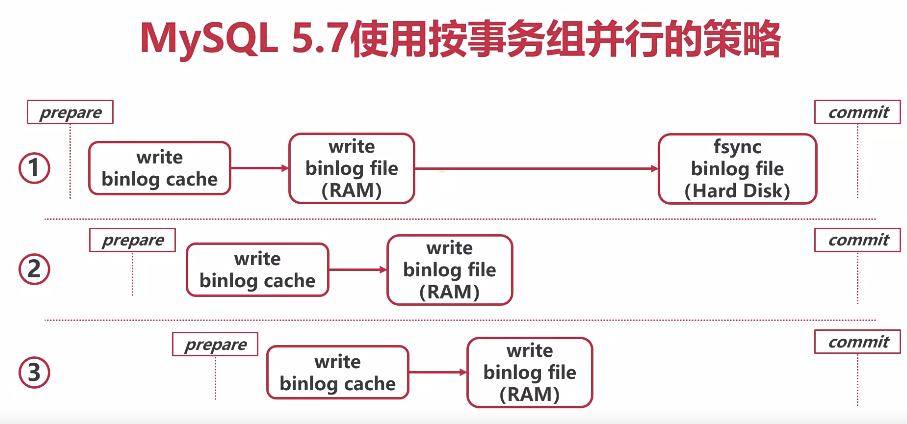 MySQL 5.7使用按事务组并行的策略
prepare
commit
①
write
binlog cache
write
binlog file
(RAM)
fsync
binlog file
(Hard Disk)
prepare
commit
②
write
binlog cache
write
binlog file
(RAM)
prepare
commit
③
write
binlog cache
write
binlog file
(RAM)